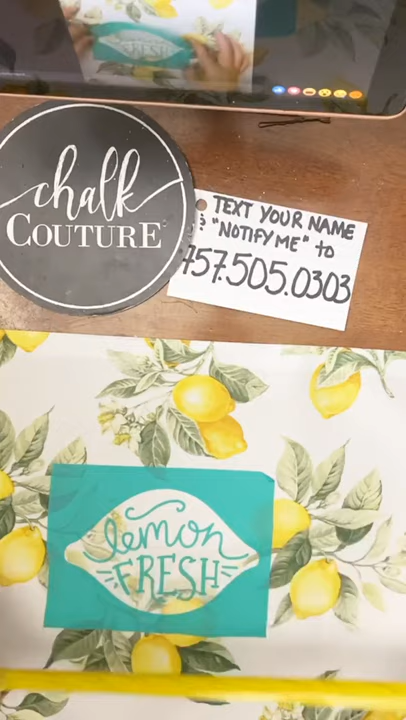 chalk
COUTURE
TEXT YOUR NAME
& "NOTIFY ME" to
757.505.0303
lemon
FRESH